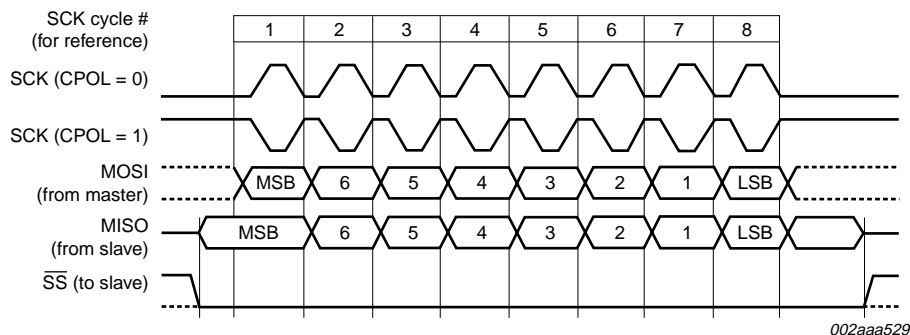 SCK cycle #
(for reference)
1 2 3 4 5 6 7 8
SCK (CPOL = 0)
SCK (CPOL = 1)
MOSI
(from master)
MSB 6 5 4 3 2 1 LSB
MISO
(from slave)
MSB 6 5 4 3 2 1 LSB
S̅S̅ (to slave)
002aaa529